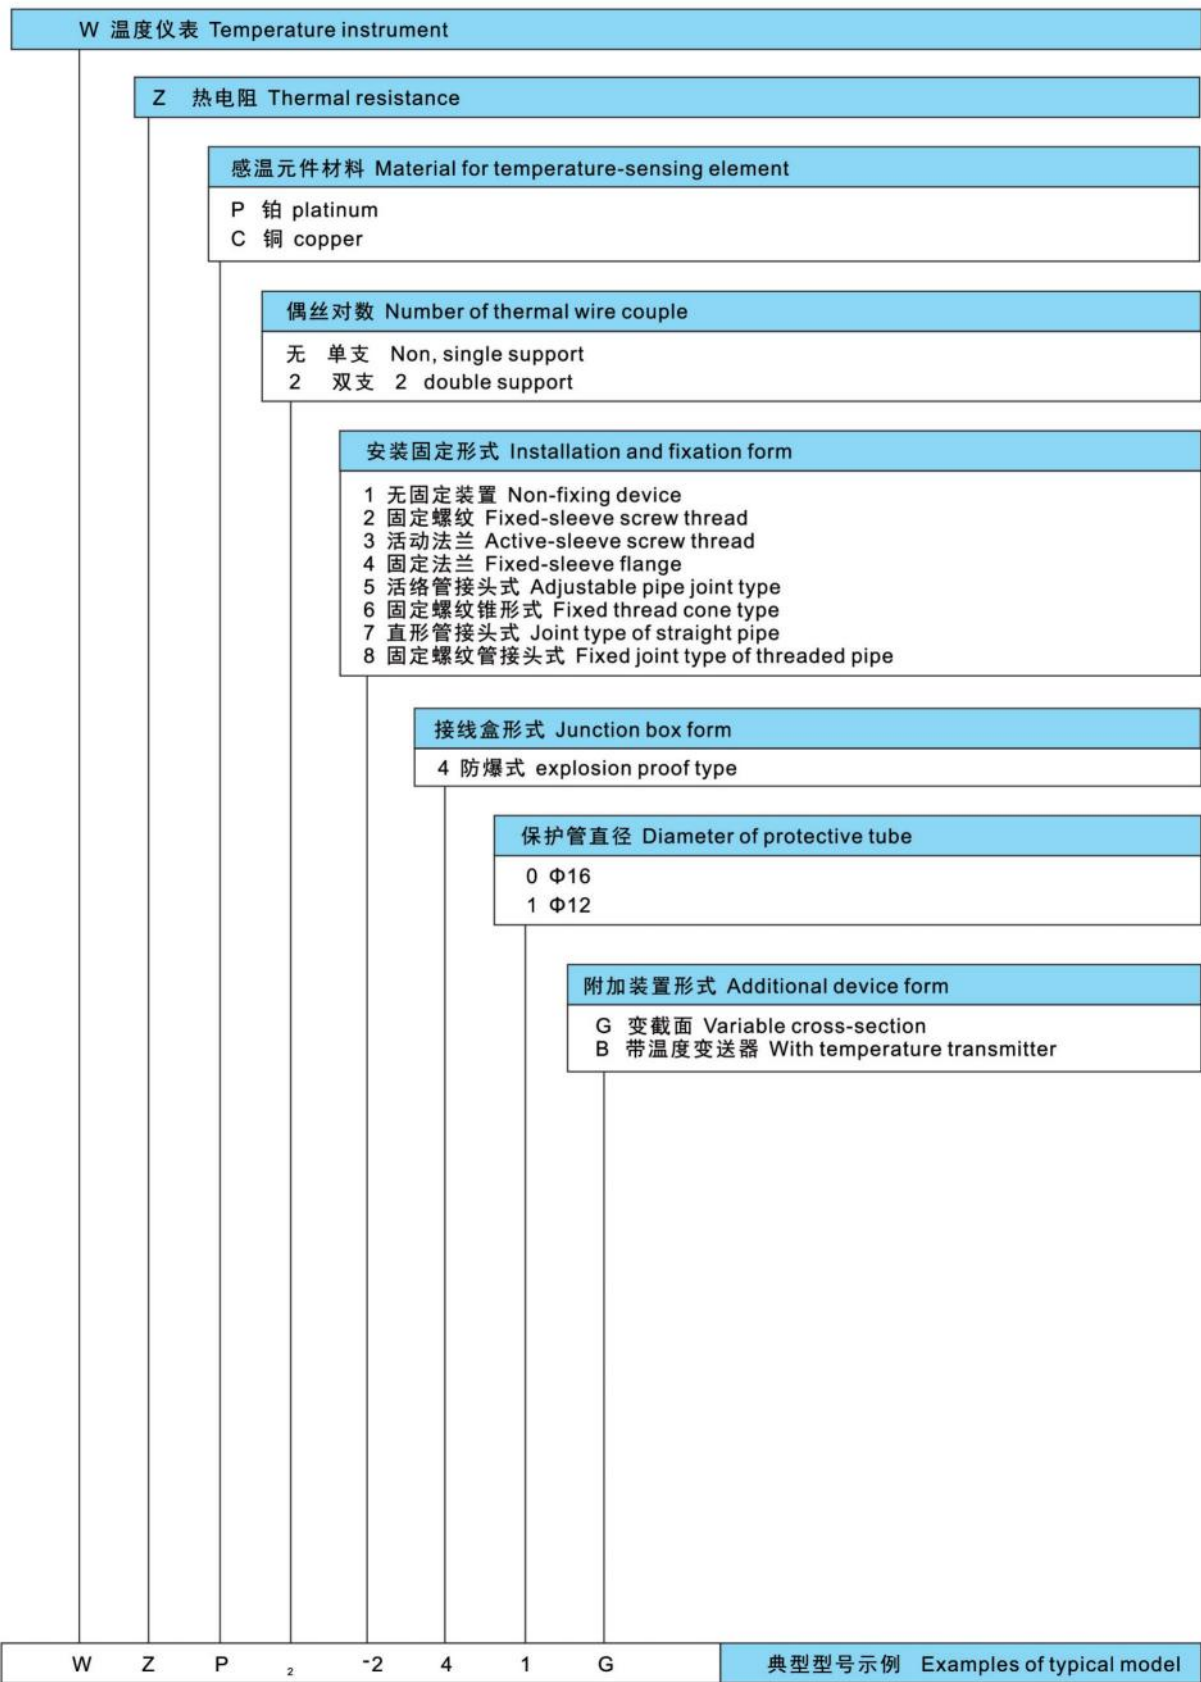 W 温度仪表 Temperature instrument
Z 热电阻 Thermal resistance
感温元件材料 Material for temperature-sensing element
P 铂 platinum
C 铜 copper
偶丝对数 Number of thermal wire couple
无 单支 Non, single support
2 双支 2 double support
安装固定形式 Installation and fixation form
1 无固定装置 Non-fixing device
2 固定螺纹 Fixed-sleeve screw thread
3 活动法兰 Active-sleeve screw thread
4 固定法兰 Fixed-sleeve flange
5 活络管接头式 Adjustable pipe joint type
6 固定螺纹锥形式 Fixed thread cone type
7 直形管接头式 Joint type of straight pipe
8 固定螺纹管接头式 Fixed joint type of threaded pipe
接线盒形式 Junction box form
4 防爆式 explosion proof type
保护管直径 Diameter of protective tube
0 Φ16
1 Φ12
附加装置形式 Additional device form
G 变截面 Variable cross-section
B 带温度变送器 With temperature transmitter
W Z P ₂ -2 4 1 G 典型型号示例 Examples of typical model